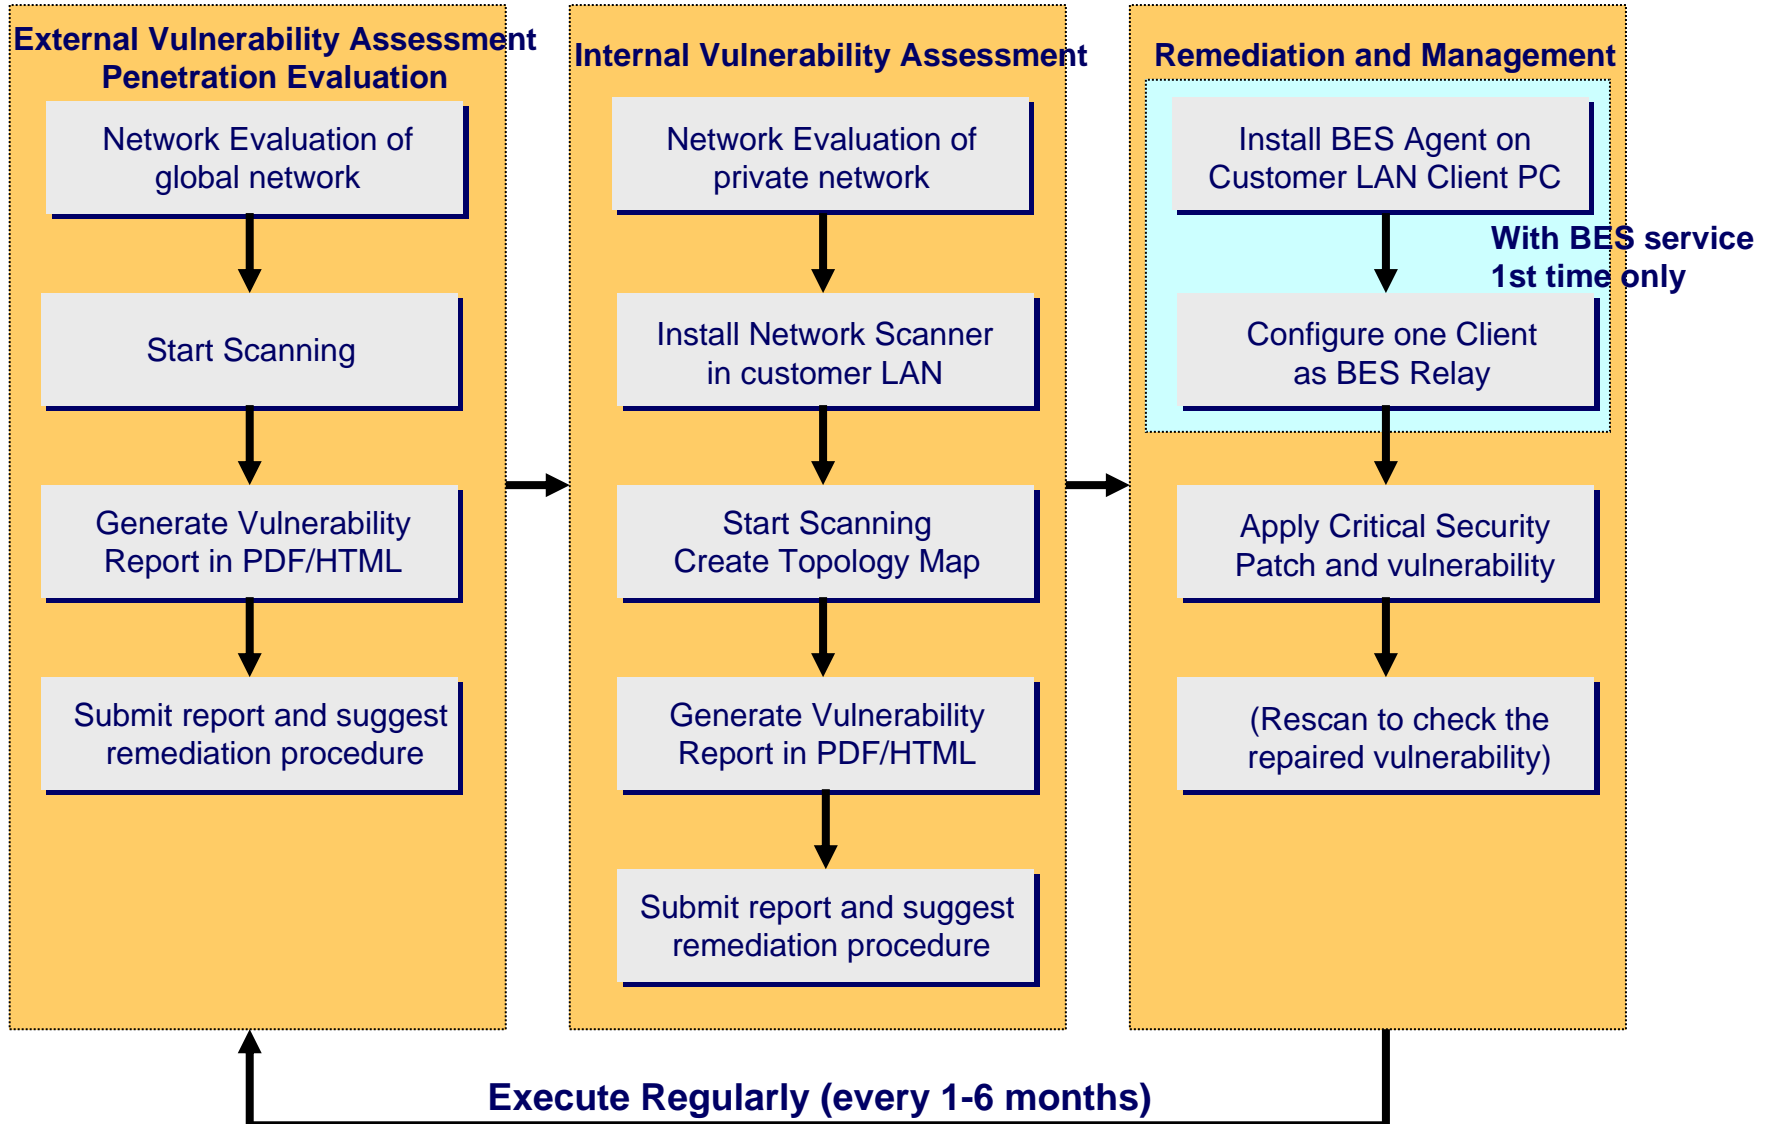 External Vulnerability Assessment
Penetration Evaluation
Network Evaluation of
global network
Start Scanning
Generate Vulnerability
Report in PDF/HTML
Submit report and suggest
remediation procedure
Internal Vulnerability Assessment
Network Evaluation of
private network
Install Network Scanner
in customer LAN
Start Scanning
Create Topology Map
Generate Vulnerability
Report in PDF/HTML
Submit report and suggest
remediation procedure
Remediation and Management
Install BES Agent on
Customer LAN Client PC
With BES service
1st time only
Configure one Client
as BES Relay
Apply Critical Security
Patch and vulnerability
(Rescan to check the
repaired vulnerability)
Execute Regularly (every 1-6 months)